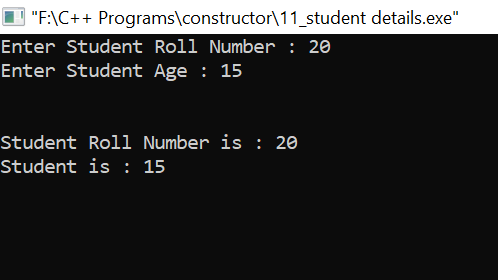 "F:\C++ Programs\constructor\11_student details.exe"
Enter Student Roll Number : 20
Enter Student Age : 15
Student Roll Number is : 20
Student is : 15